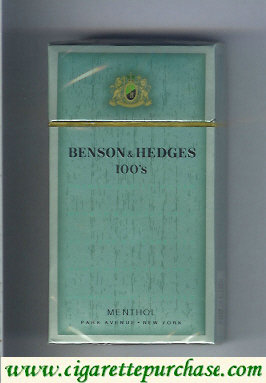 BENSON & HEDGES
100's
MENTHOL
PARK AVENUE • NEW YORK
www.cigarettepurchase.com